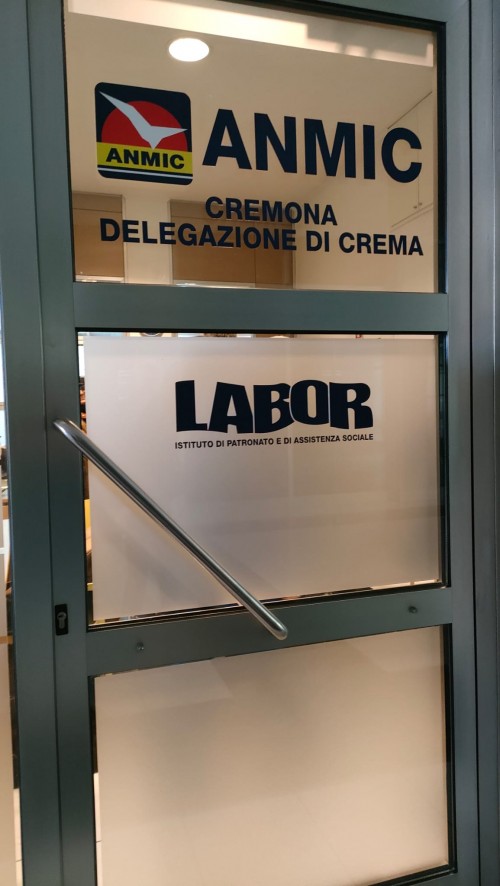 ANMIC
ANMIC
CREMONA
DELEGAZIONE DI CREMA
LABOR
ISTITUTO DI PATRONATO E DI ASSISTENZA SOCIALE